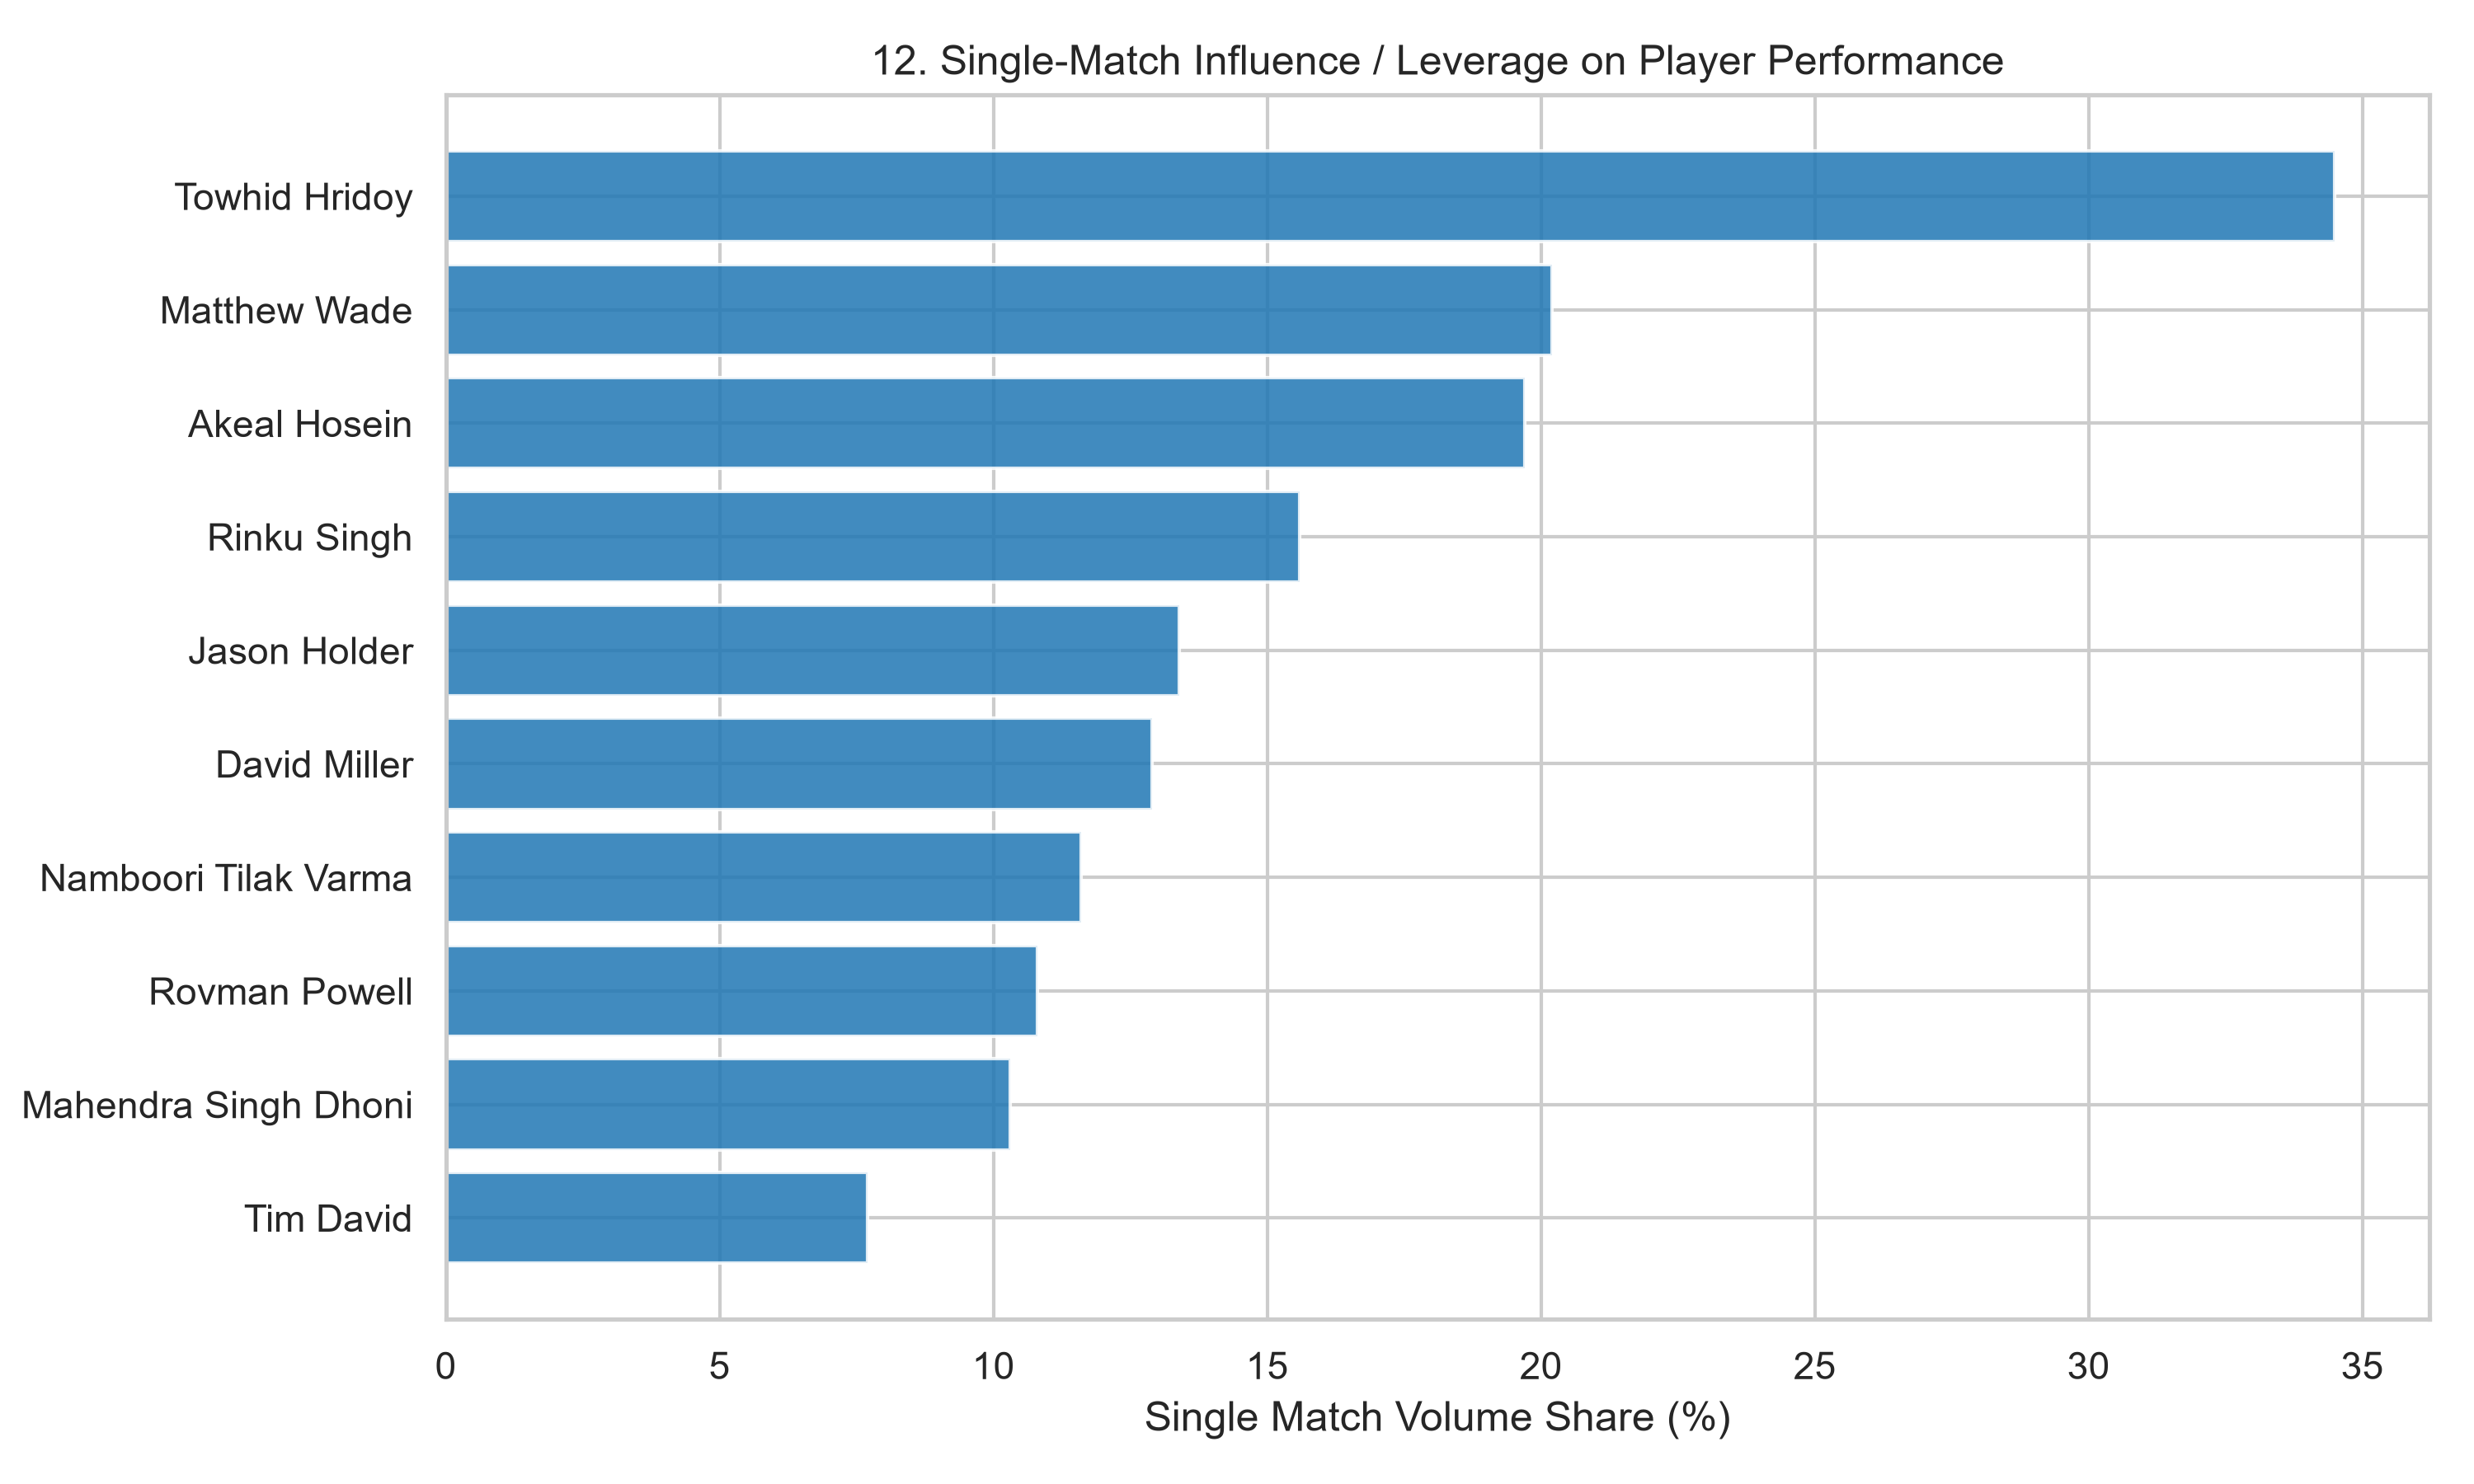 12. Single-Match Influence / Leverage on Player Performance
Towhid Hridoy
Matthew Wade
Akeal Hosein
Rinku Singh
Jason Holder
David Miller
Namboori Tilak Varma
Rovman Powell
Mahendra Singh Dhoni
Tim David
0 5 10 15 20 25 30 35
Single Match Volume Share (%)